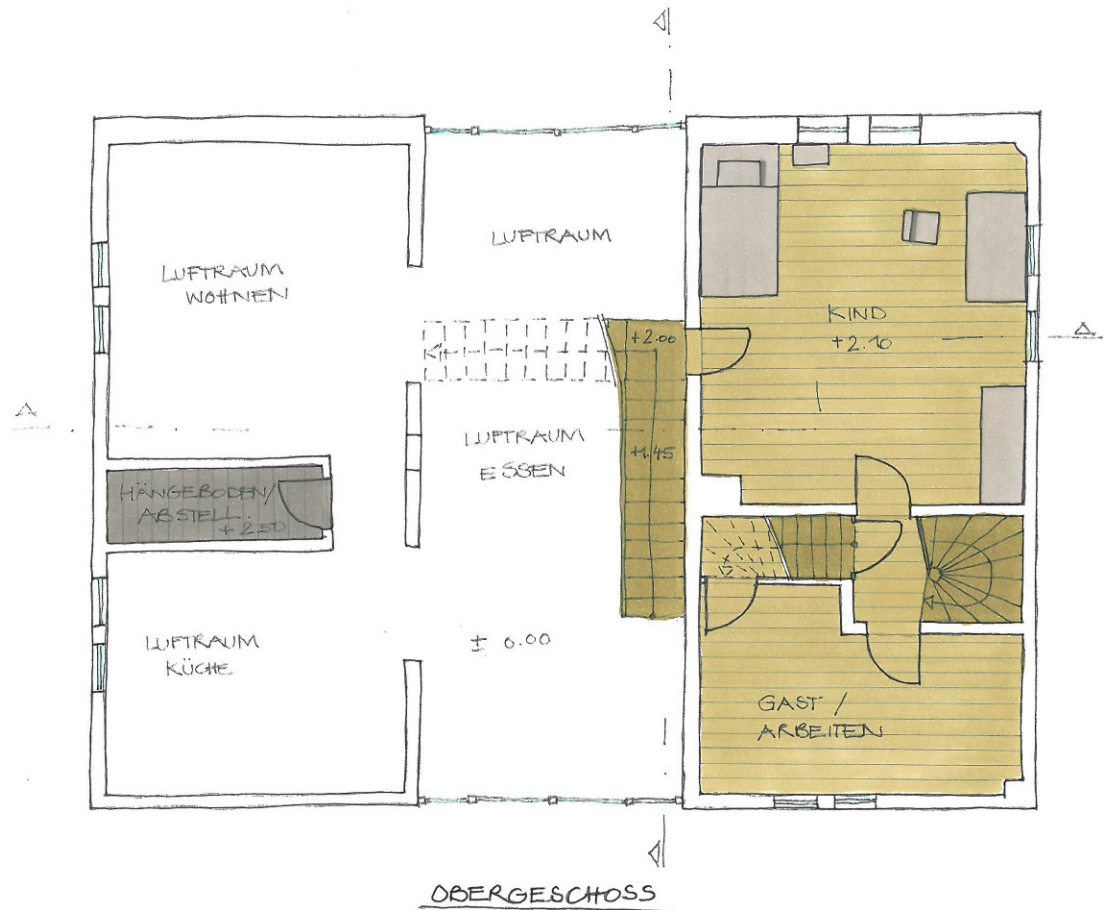 LUFTRAUM
LUFTRAUM
WOHNEN
KIND
+2.10
+2.00
LUFTRAUM
ESSEN
+1.45
HÄNGEBODEN/
ABSTELL.
+2.50
LUFTRAUM
KÜCHE
± 0.00
GAST /
ARBEITEN
OBERGESCHOSS